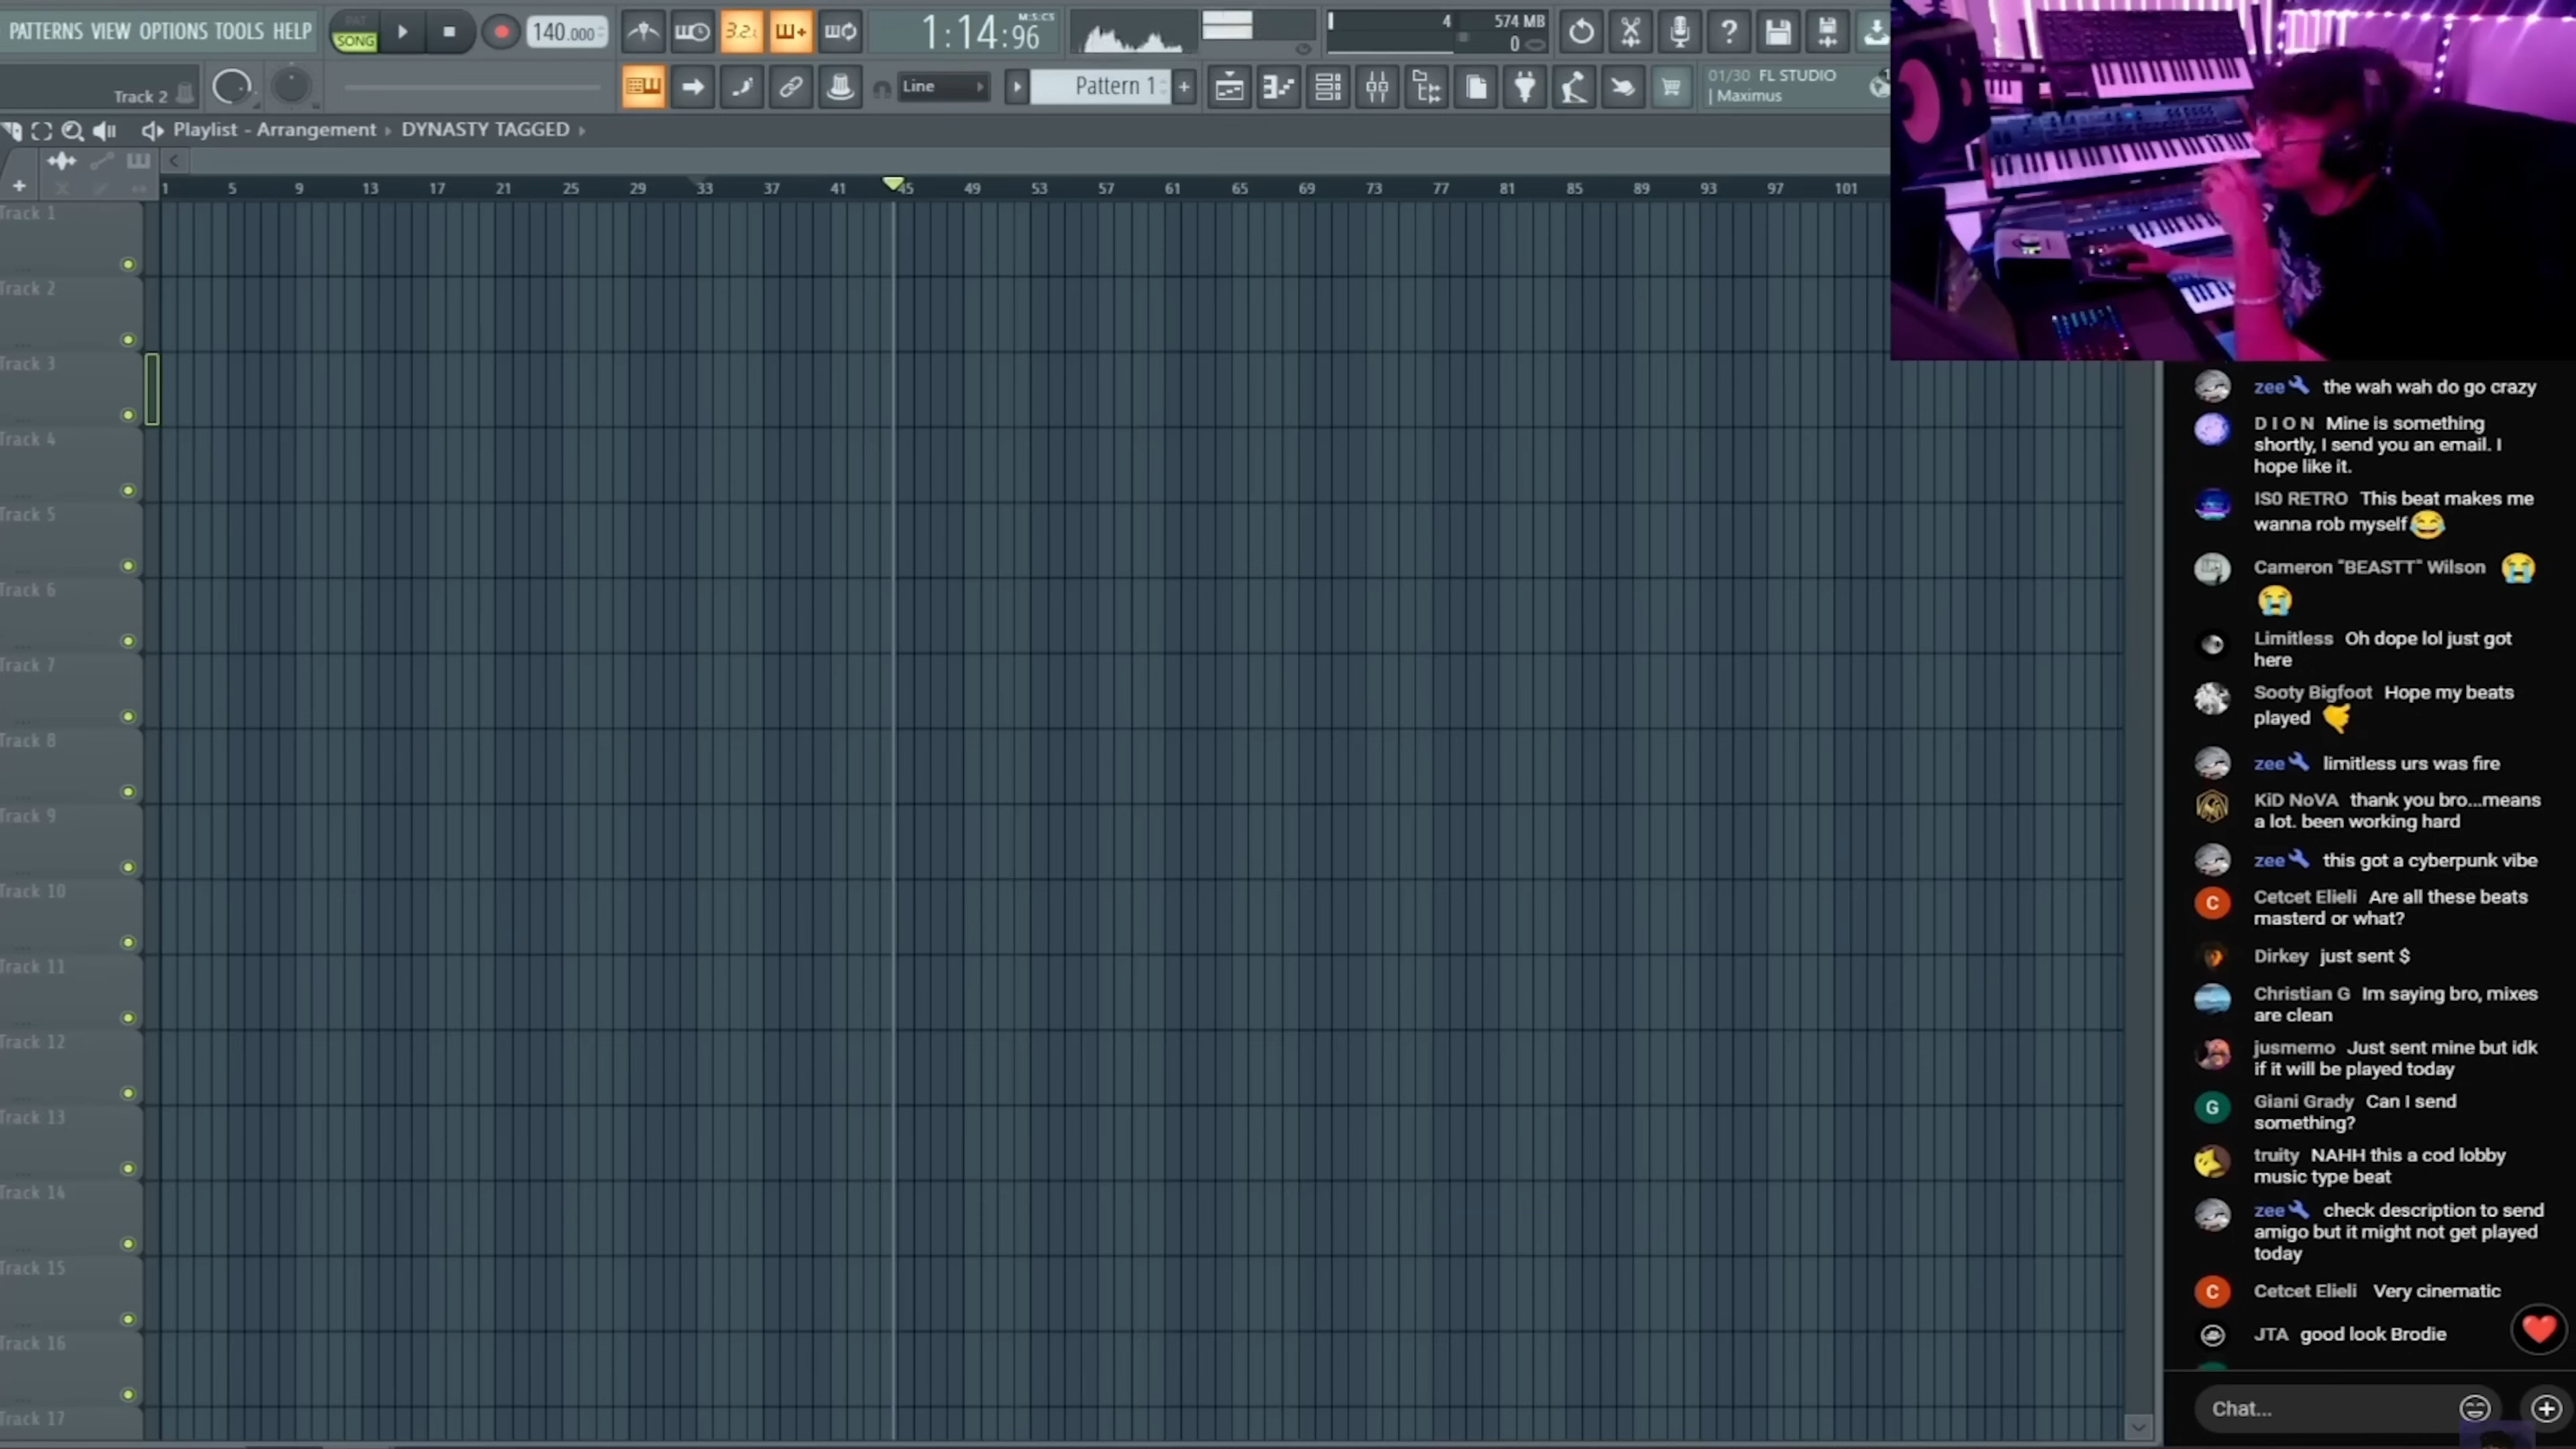 PATTERNS VIEW OPTIONS TOOLS HELP
PAT
SONG
140.000
3.2.
1:14:96
M:S:CS
4
574 MB
0
Track 2
Line
Pattern 1
+
01/30 FL STUDIO
| Maximus
Playlist - Arrangement ▸ DYNASTY TAGGED ▸
1 5 9 13 17 21 25 29 33 37 41 45 49 53 57 61 65 69 73 77 81 85 89 93 97 101
Track 1
Track 2
Track 3
Track 4
Track 5
Track 6
Track 7
Track 8
Track 9
Track 10
Track 11
Track 12
Track 13
Track 14
Track 15
Track 16
Track 17
zee the wah wah do go crazy
D I O N Mine is something
shortly, I send you an email. I
hope like it.
IS0 RETRO This beat makes me
wanna rob myself😂
Cameron "BEASTT" Wilson 😭
😭
Limitless Oh dope lol just got
here
Sooty Bigfoot Hope my beats
played 🤙
zee limitless urs was fire
KiD NoVA thank you bro...means
a lot. been working hard
zee this got a cyberpunk vibe
C
Cetcet Elieli Are all these beats
masterd or what?
Dirkey just sent $
Christian G Im saying bro, mixes
are clean
jusmemo Just sent mine but idk
if it will be played today
G
Giani Grady Can I send
something?
truity NAHH this a cod lobby
music type beat
zee check description to send
amigo but it might not get played
today
C
Cetcet Elieli Very cinematic
JTA good look Brodie
Chat...